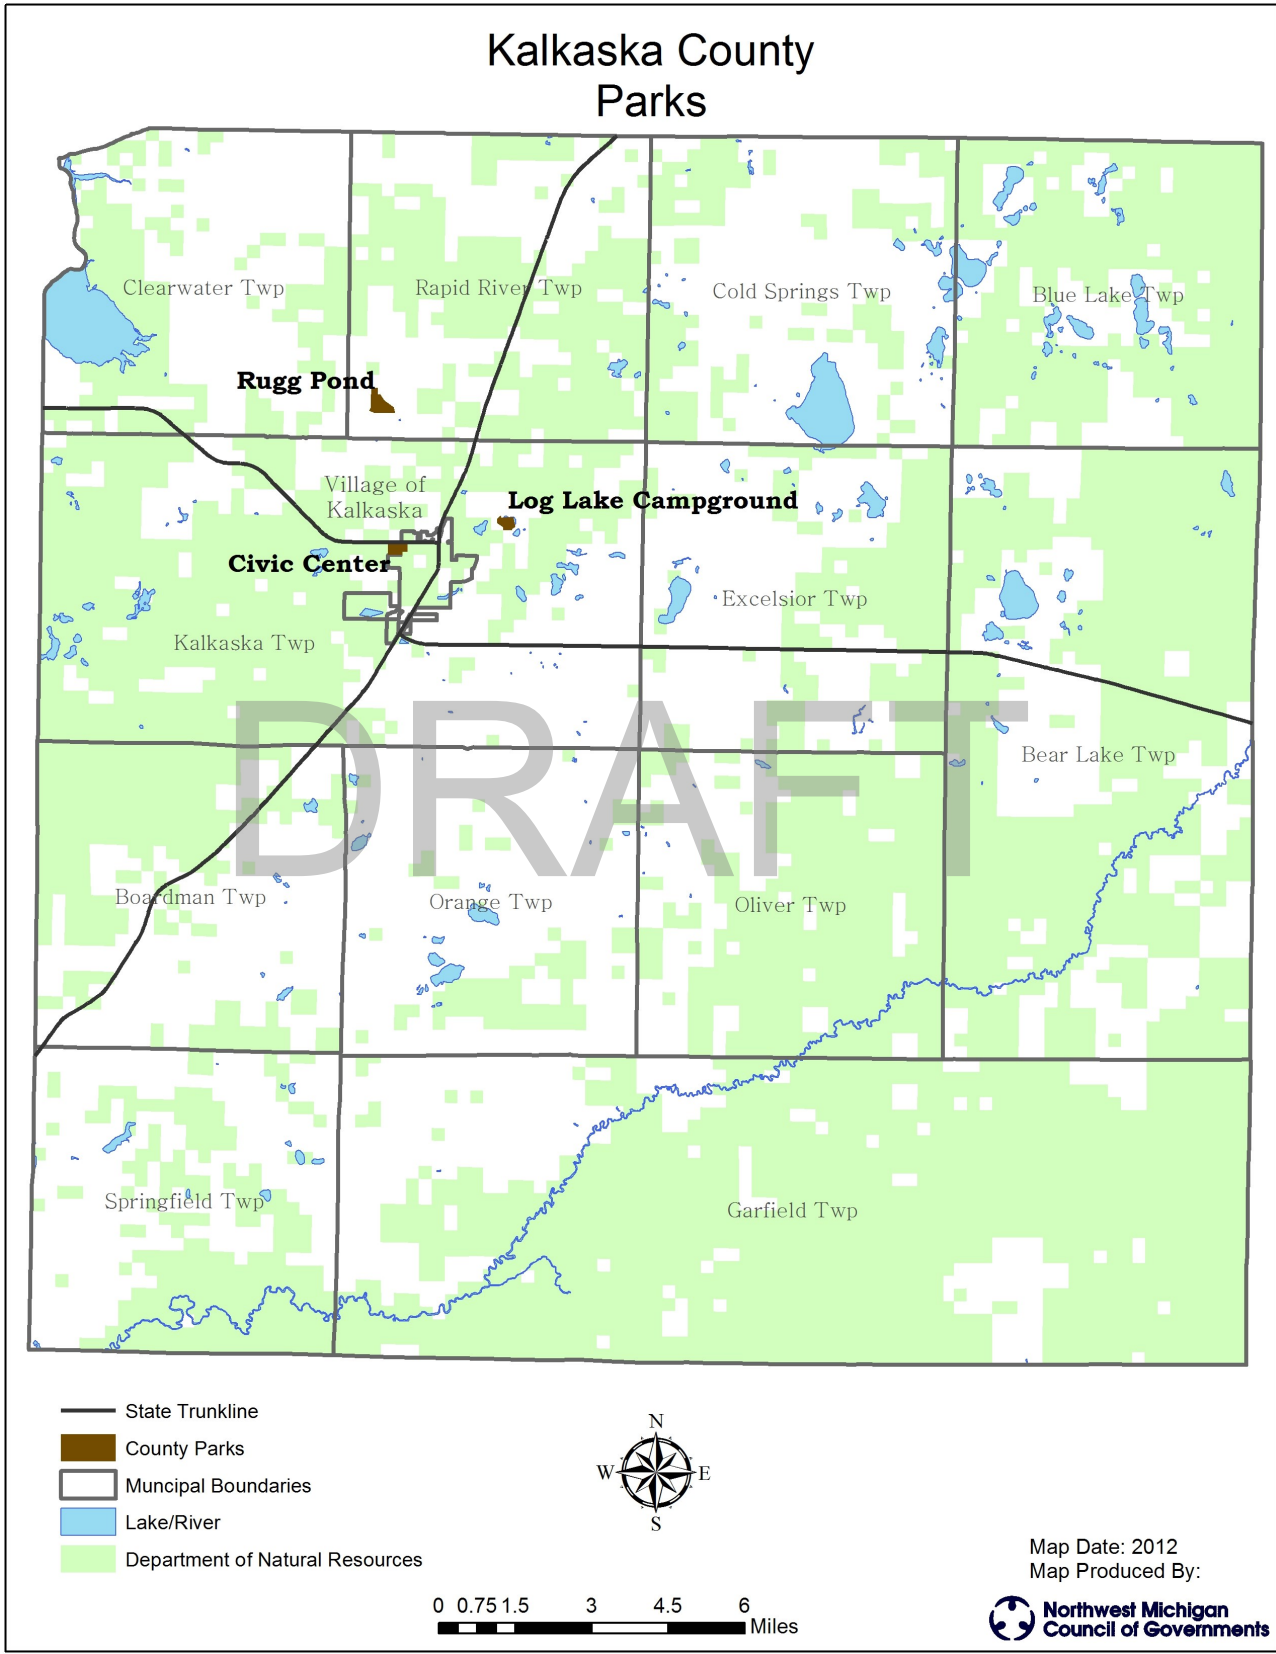 Kalkaska County
Parks
Clearwater Twp
Rapid River Twp
Cold Springs Twp
Blue Lake Twp
Rugg Pond
Village of
Kalkaska
Log Lake Campground
Civic Center
Excelsior Twp
Kalkaska Twp
DRAFT
Bear Lake Twp
Boardman Twp
Orange Twp
Oliver Twp
Springfield Twp
Garfield Twp
State Trunkline
County Parks
Muncipal Boundaries
Lake/River
Department of Natural Resources
N
W E
S
0 0.75 1.5 3 4.5 6
Miles
Map Date: 2012
Map Produced By:
Northwest Michigan
Council of Governments